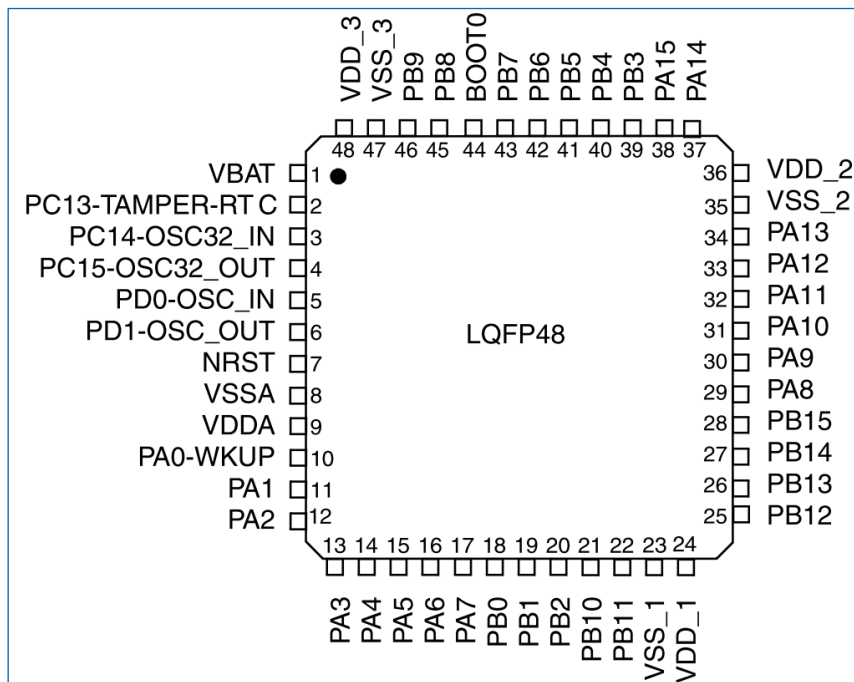 VDD_3
VSS_3
PB9
PB8
BOOT0
PB7
PB6
PB5
PB4
PB3
PA15
PA14
48 47 46 45 44 43 42 41 40 39 38 37
VBAT 1
PC13-TAMPER-RT C 2
PC14-OSC32_IN 3
PC15-OSC32_OUT 4
PD0-OSC_IN 5
PD1-OSC_OUT 6
NRST 7
VSSA 8
VDDA 9
PA0-WKUP 10
PA1 11
PA2 12
LQFP48
36 VDD_2
35 VSS_2
34 PA13
33 PA12
32 PA11
31 PA10
30 PA9
29 PA8
28 PB15
27 PB14
26 PB13
25 PB12
13 14 15 16 17 18 19 20 21 22 23 24
PA3
PA4
PA5
PA6
PA7
PB0
PB1
PB2
PB10
PB11
VSS_1
VDD_1